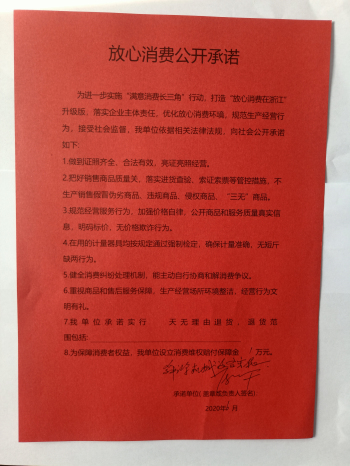 放心消费公开承诺
为进一步实施“满意消费长三角”行动，打造“放心消费在浙江”
升级版，落实企业主体责任，优化放心消费环境，规范生产经营行
为，接受社会监督，我单位依据相关法律法规，向社会公开承诺
如下：
1.做到证照齐全、合法有效，亮证亮照经营。
2.把好销售商品质量关，落实进货查验、索证索票等管控措施，不
生产销售假冒伪劣商品、违规商品、侵权商品、“三无”商品。
3.规范经营服务行为，加强价格自律，公开商品和服务质量真实信
息，明码标价，无价格欺诈行为。
4.在用的计量器具均按规定通过强制检定，确保计量准确，无短斤
缺两行为。
5.健全消费纠纷处理机制，能主动自行协商和解消费争议。
6.重视商品和售后服务保障，生产经营场所环境整洁，经营行为文
明有礼。
7.我单位承诺实行 天无理由退货，退货范
围包括：
8.为保障消费者权益，我单位设立消费维权赔付保障金 1万元。
承诺单位（盖章或负责人签名）
2020年 月